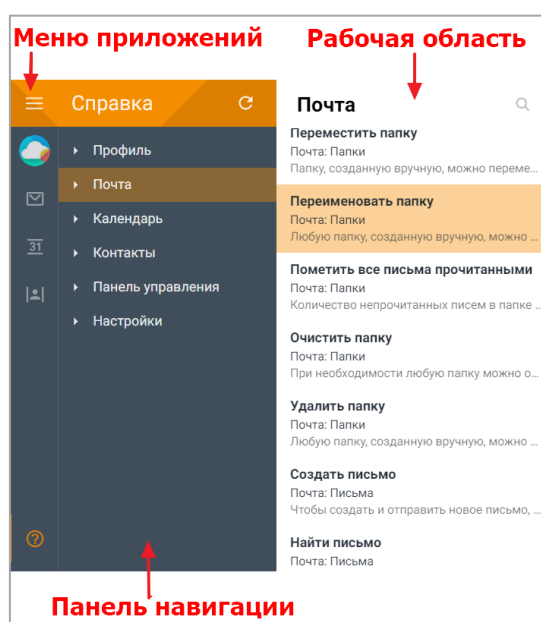 Меню приложений
Рабочая область
Справка
Почта
31
Профиль
Почта
Календарь
Контакты
Панель управления
Настройки
Переместить папку
Почта: Папки
Папку, созданную вручную, можно переме...
Переименовать папку
Почта: Папки
Любую папку, созданную вручную, можно ...
Пометить все письма прочитанными
Почта: Папки
Количество непрочитанных писем в папке ...
Очистить папку
Почта: Папки
При необходимости любую папку можно о...
Удалить папку
Почта: Папки
Любую папку, созданную вручную, можно ...
Создать письмо
Почта: Письма
Чтобы создать и отправить новое письмо, ...
Найти письмо
Почта: Письма
?
Панель навигации